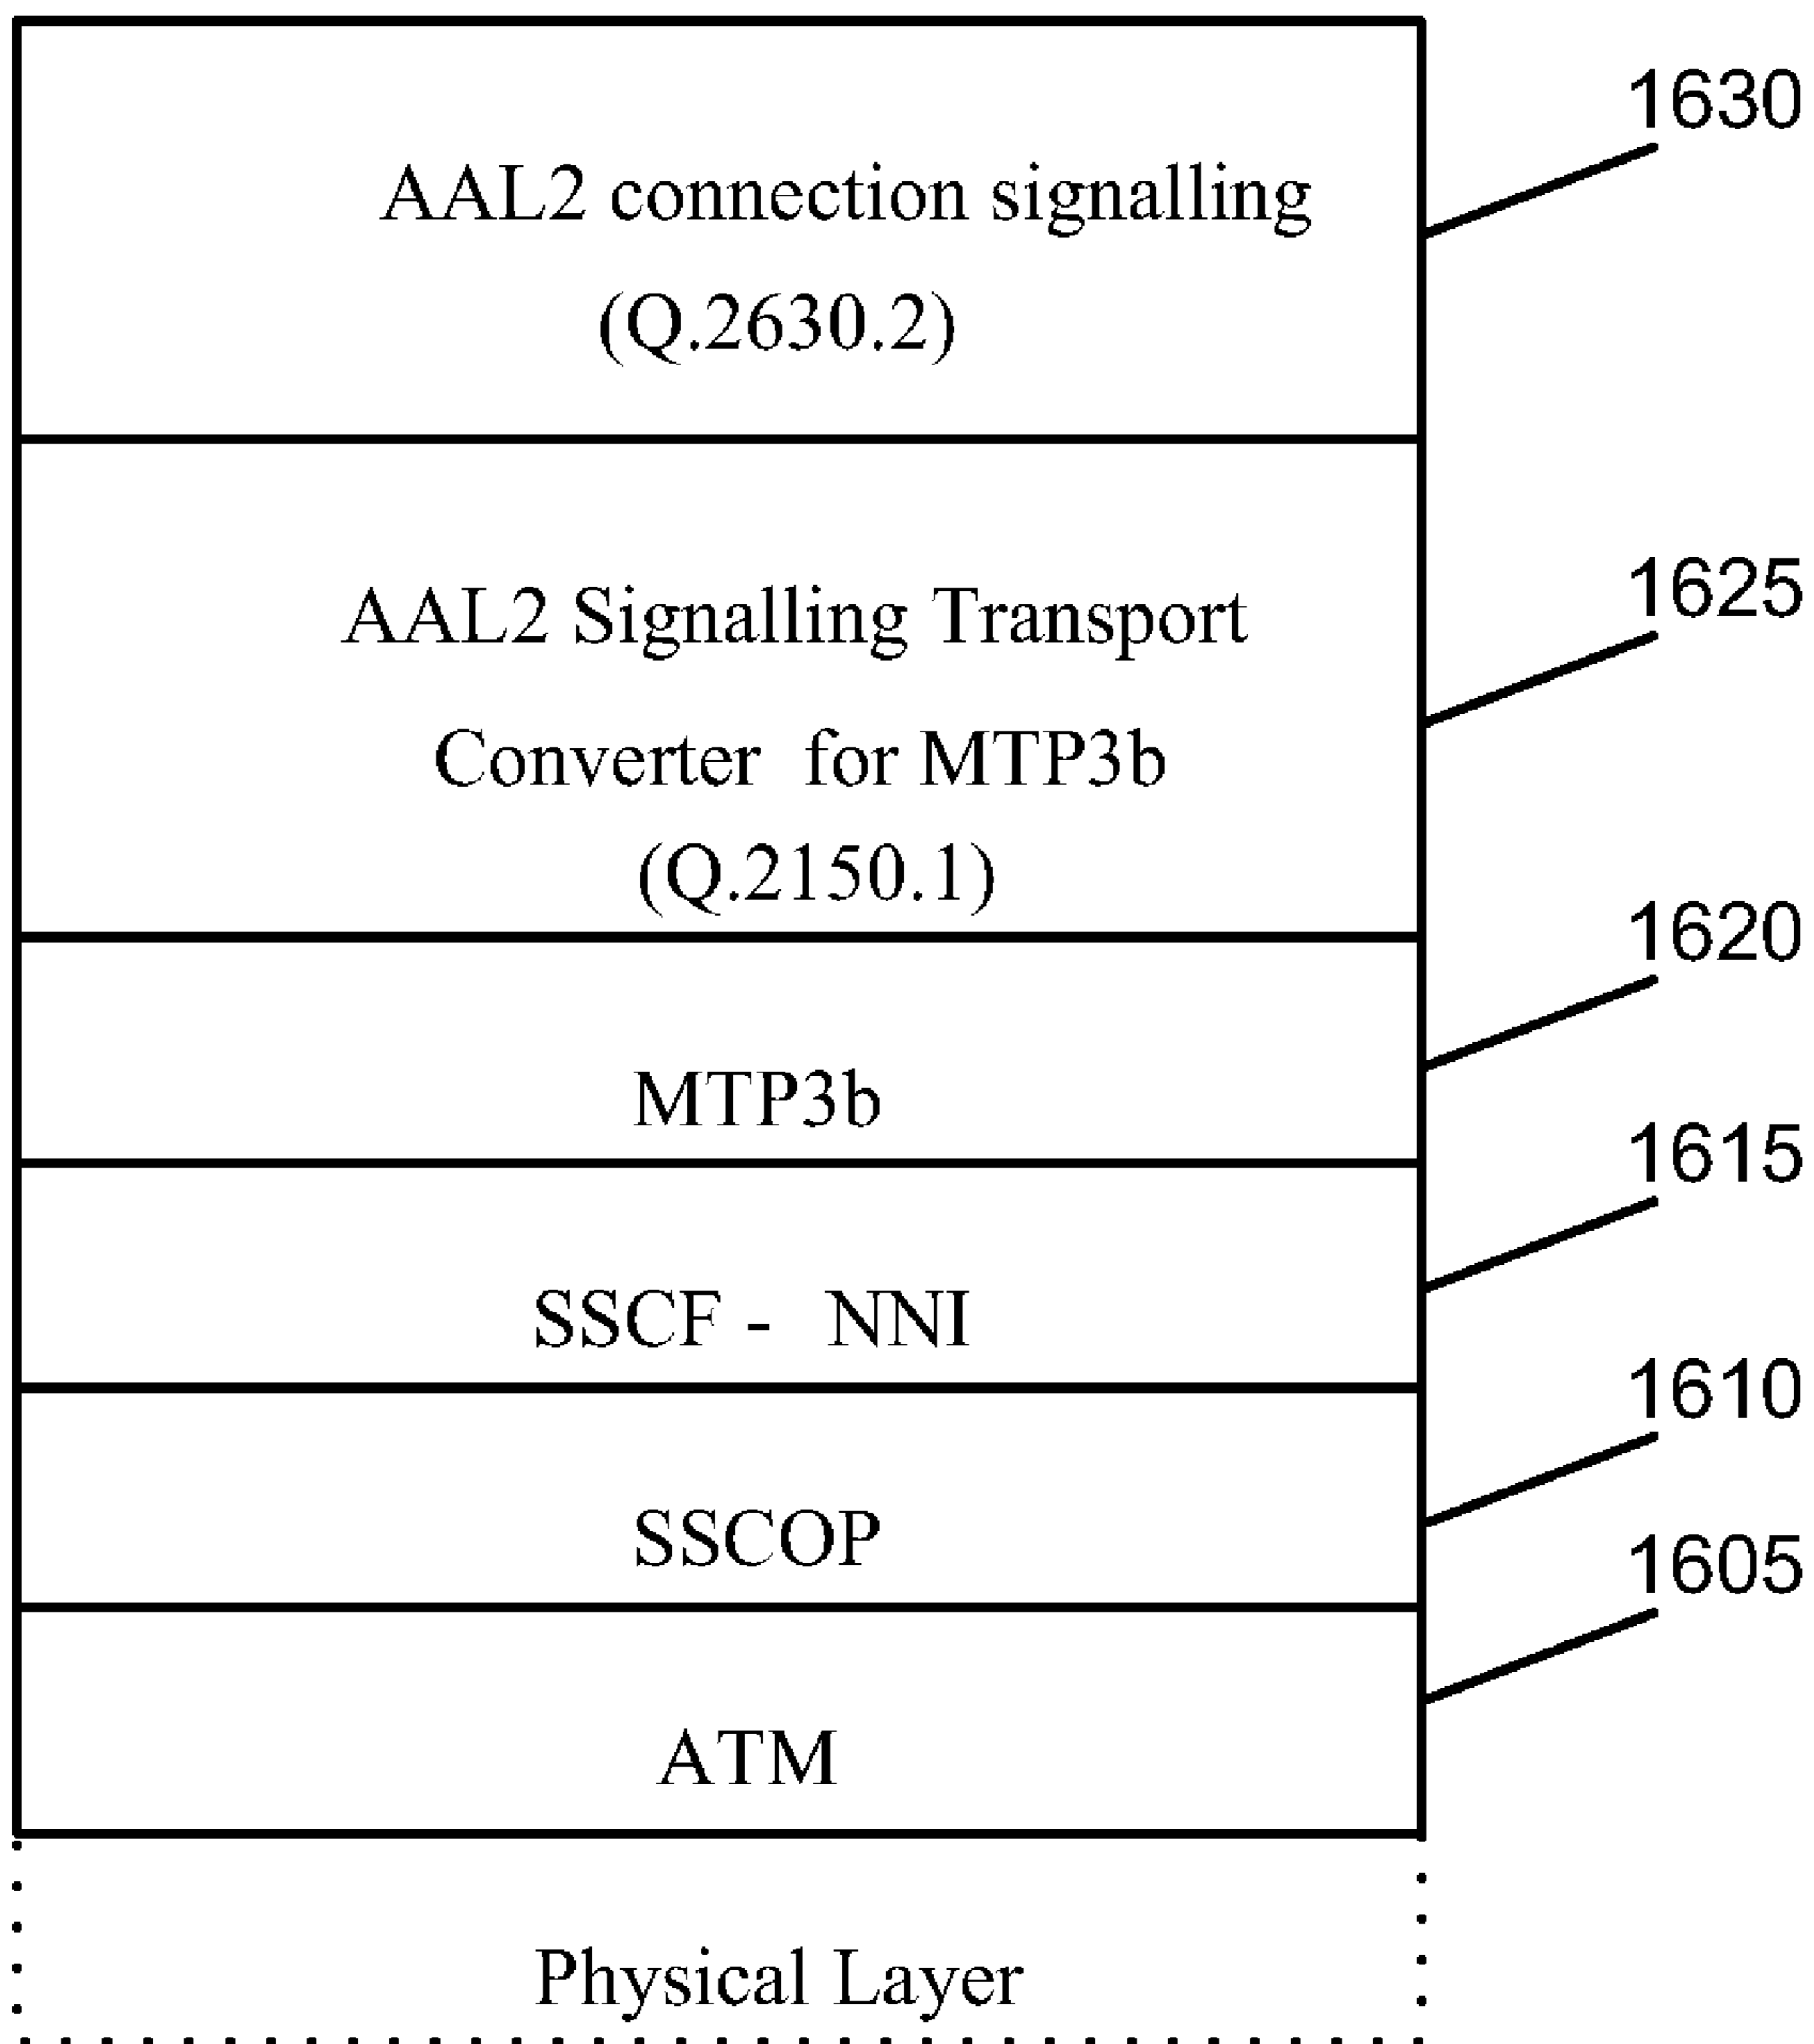 1630
AAL2 connection signalling
(Q.2630.2)
1625
AAL2 Signalling Transport
Converter for MTP3b
(Q.2150.1)
1620
MTP3b
1615
SSCF - NNI
1610
SSCOP
1605
ATM
Physical Layer